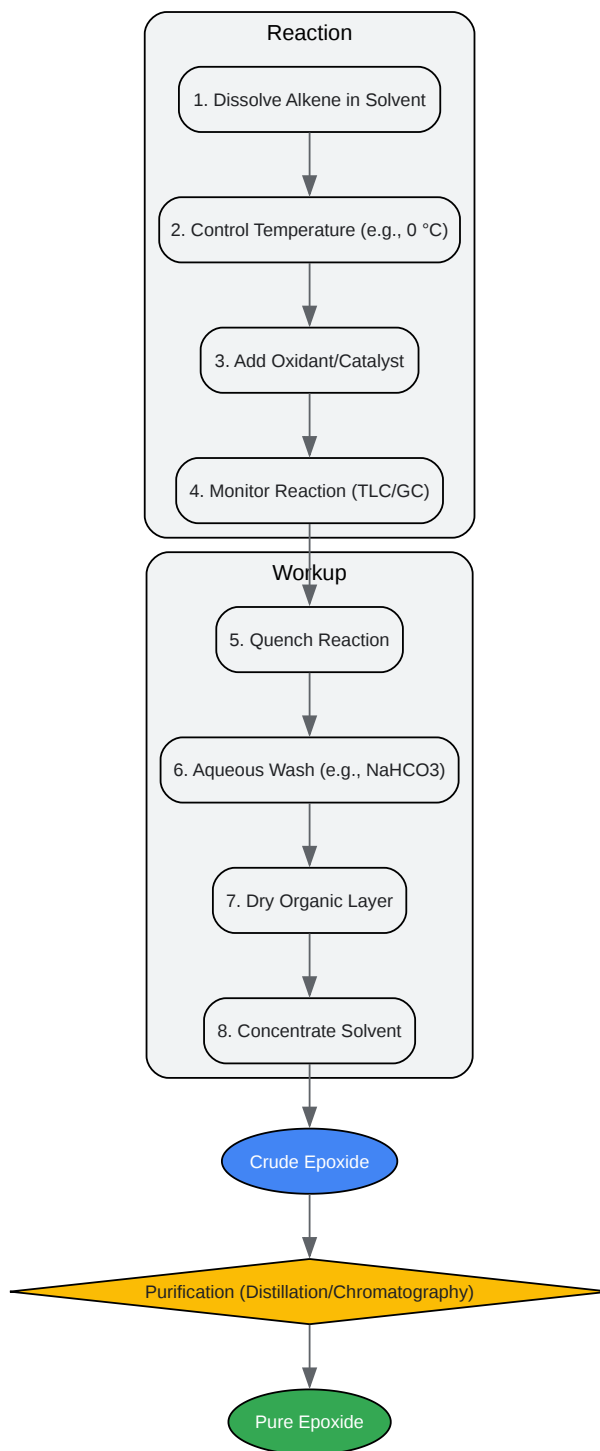 Reaction
1. Dissolve Alkene in Solvent
2. Control Temperature (e.g., 0 °C)
3. Add Oxidant/Catalyst
4. Monitor Reaction (TLC/GC)
Workup
5. Quench Reaction
6. Aqueous Wash (e.g., NaHCO3)
7. Dry Organic Layer
8. Concentrate Solvent
Crude Epoxide
Purification (Distillation/Chromatography)
Pure Epoxide